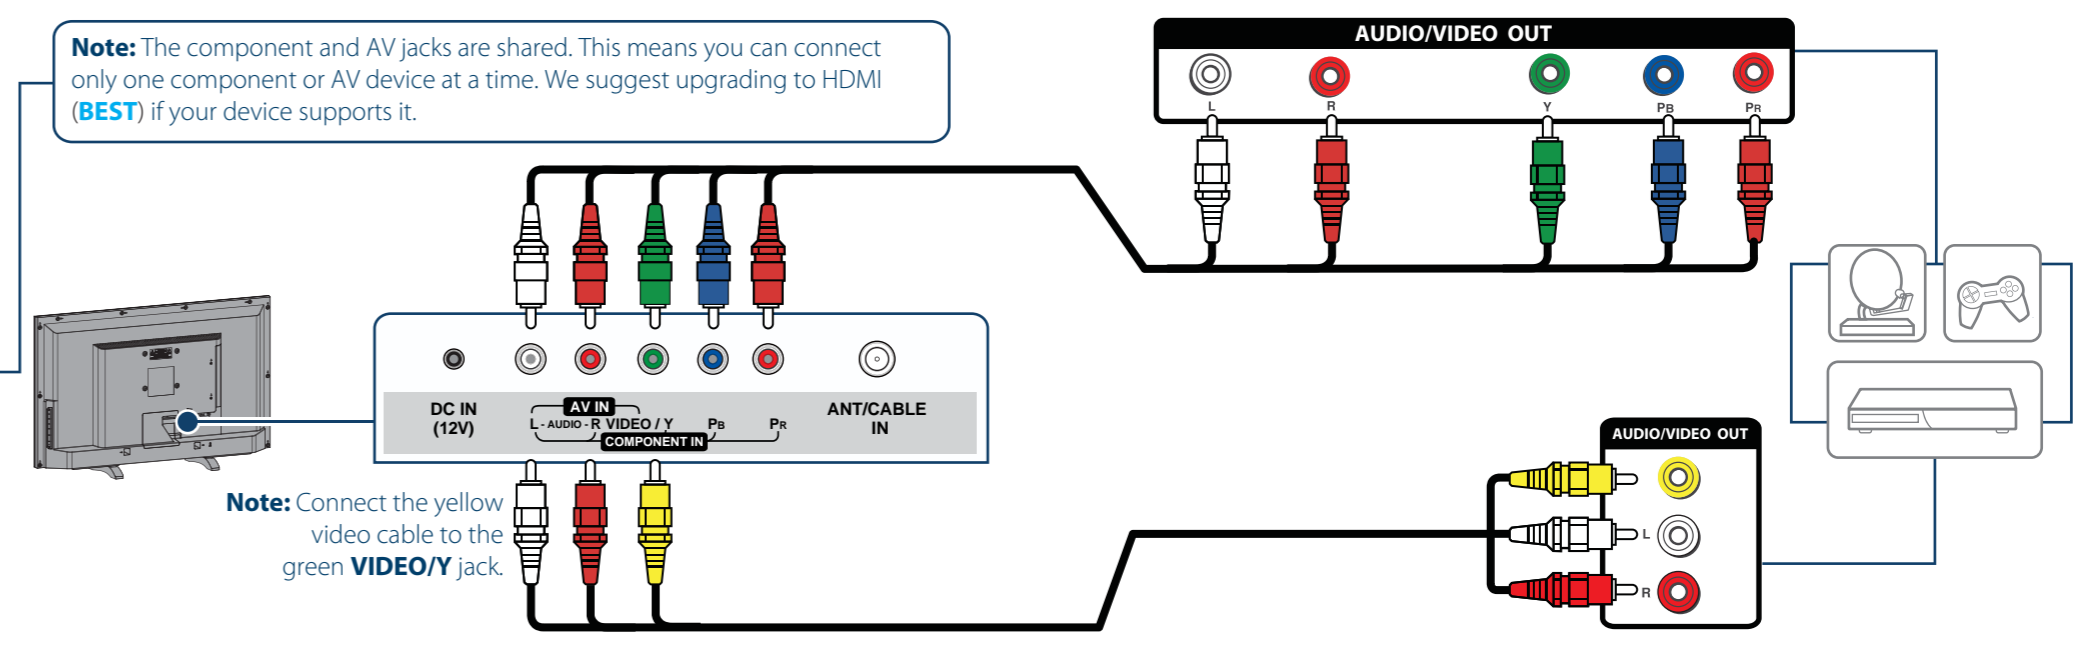 Note: The component and AV jacks are shared. This means you can connect
only one component or AV device at a time. We suggest upgrading to HDMI
(BEST) if your device supports it.
AUDIO/VIDEO OUT
L R Y PB PR
DC IN
(12V)
AV IN
L - AUDIO - R VIDEO / Y PB PR
COMPONENT IN
ANT/CABLE
IN
Note: Connect the yellow
video cable to the
green VIDEO/Y jack.
AUDIO/VIDEO OUT
L
R